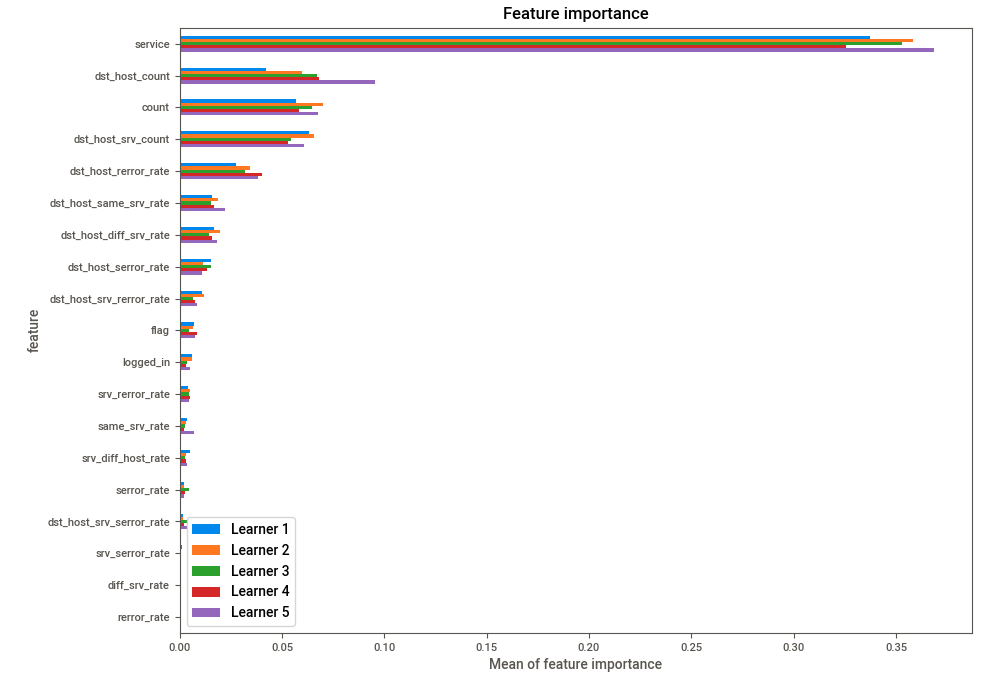 Feature importance
feature
service
dst_host_count
count
dst_host_srv_count
dst_host_rerror_rate
dst_host_same_srv_rate
dst_host_diff_srv_rate
dst_host_serror_rate
dst_host_srv_rerror_rate
flag
logged_in
srv_rerror_rate
same_srv_rate
srv_diff_host_rate
serror_rate
dst_host_srv_serror_rate
srv_serror_rate
diff_srv_rate
rerror_rate
Learner 1
Learner 2
Learner 3
Learner 4
Learner 5
0.00 0.05 0.10 0.15 0.20 0.25 0.30 0.35
Mean of feature importance